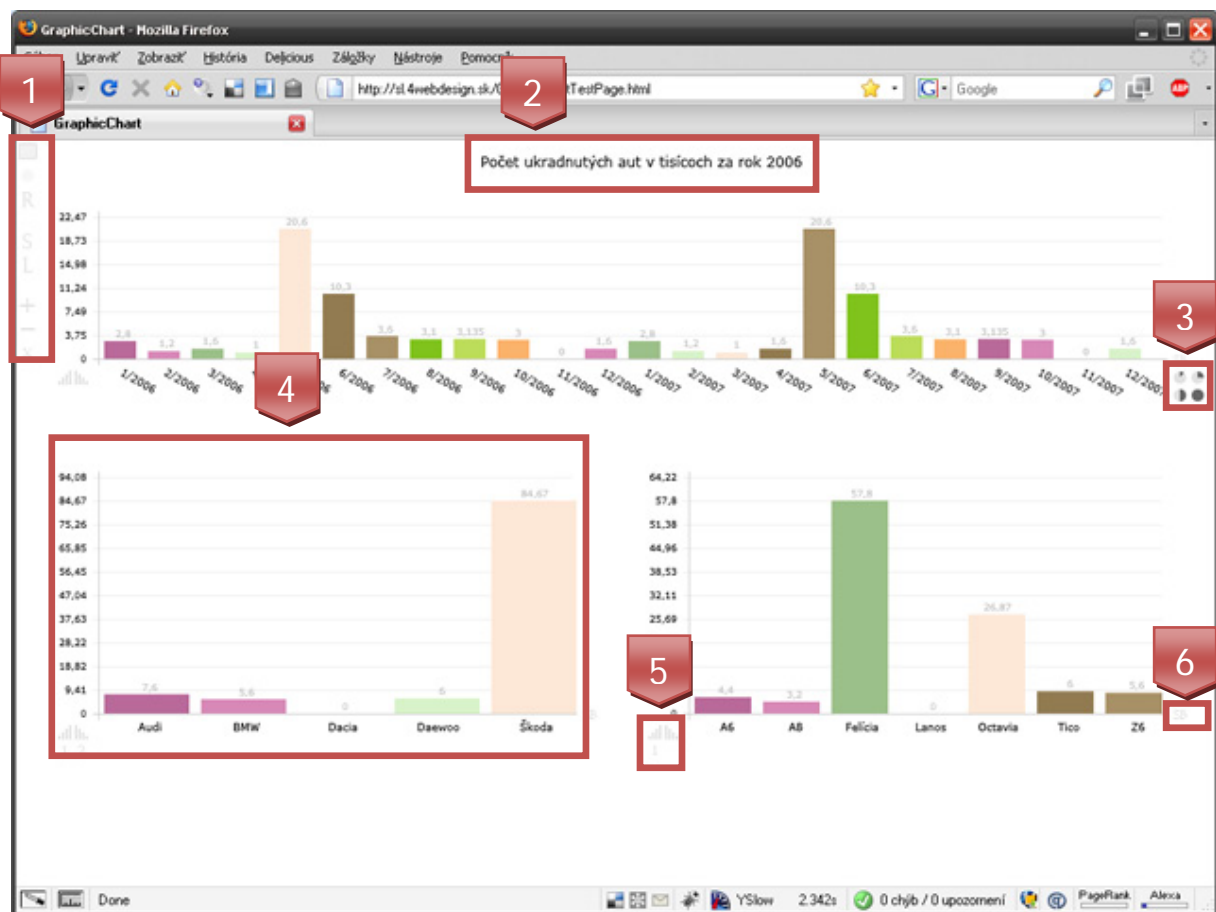 GraphicChart - Mozilla Firefox
Upraviť Zobraziť História Delicious Záložky Nástroje
1
2
http://sl.4webdesign.sk/
tTestPage.html
Google
ABP
GraphicChart
Počet ukradnutých aut v tisícoch za rok 2006
R
S
L
+
−
x
22,47
18,73
14,98
11,24
7,49
3,75
0
2,8 1,2 1,6 1 20,6 10,3 3,6 3,1 3,135 3 0 1,6 2,8 1,2 1 1,6 20,6 10,3 3,6 3,1 3,135 3 0 1,6
1/2006 2/2006 3/2006 6/2006 7/2006 8/2006 9/2006 10/2006 11/2006 12/2006 1/2007 2/2007 3/2007 4/2007 5/2007 6/2007 7/2007 8/2007 9/2007 10/2007 11/2007 12/2007
3
4
94,08
84,67
75,26
65,85
56,45
47,04
37,63
28,22
18,82
9,41
0
7,6 5,6 0 6 84,67
Audi BMW Dacia Daewoo Škoda
1 2
64,22
57,8
51,38
44,96
38,53
32,11
25,69
5
6
4,4 3,2 57,8 0 26,87 6 5,6
A6 A8 Felícia Lanos Octavia Tico Z6
1
Done
YSlow 2.342s 0 chýb / 0 upozornení @ PageRank Alexa